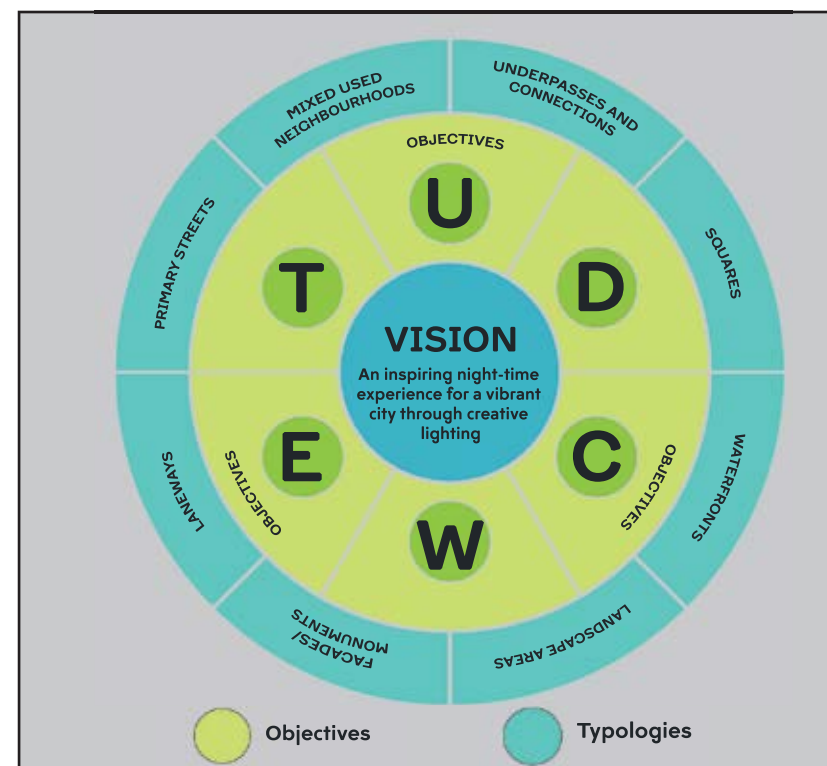 UNDERPASSES AND
CONNECTIONS
SQUARES
WATERFRONTS
LANDSCAPE AREAS
FACADES/
MONUMENTS
LANEWAYS
PRIMARY STREETS
MIXED USED
NEIGHBOURHOODS
OBJECTIVES
U
D
C
OBJECTIVES
W
E
OBJECTIVES
T
VISION
An inspiring night-time
experience for a vibrant
city through creative
lighting
Objectives
Typologies